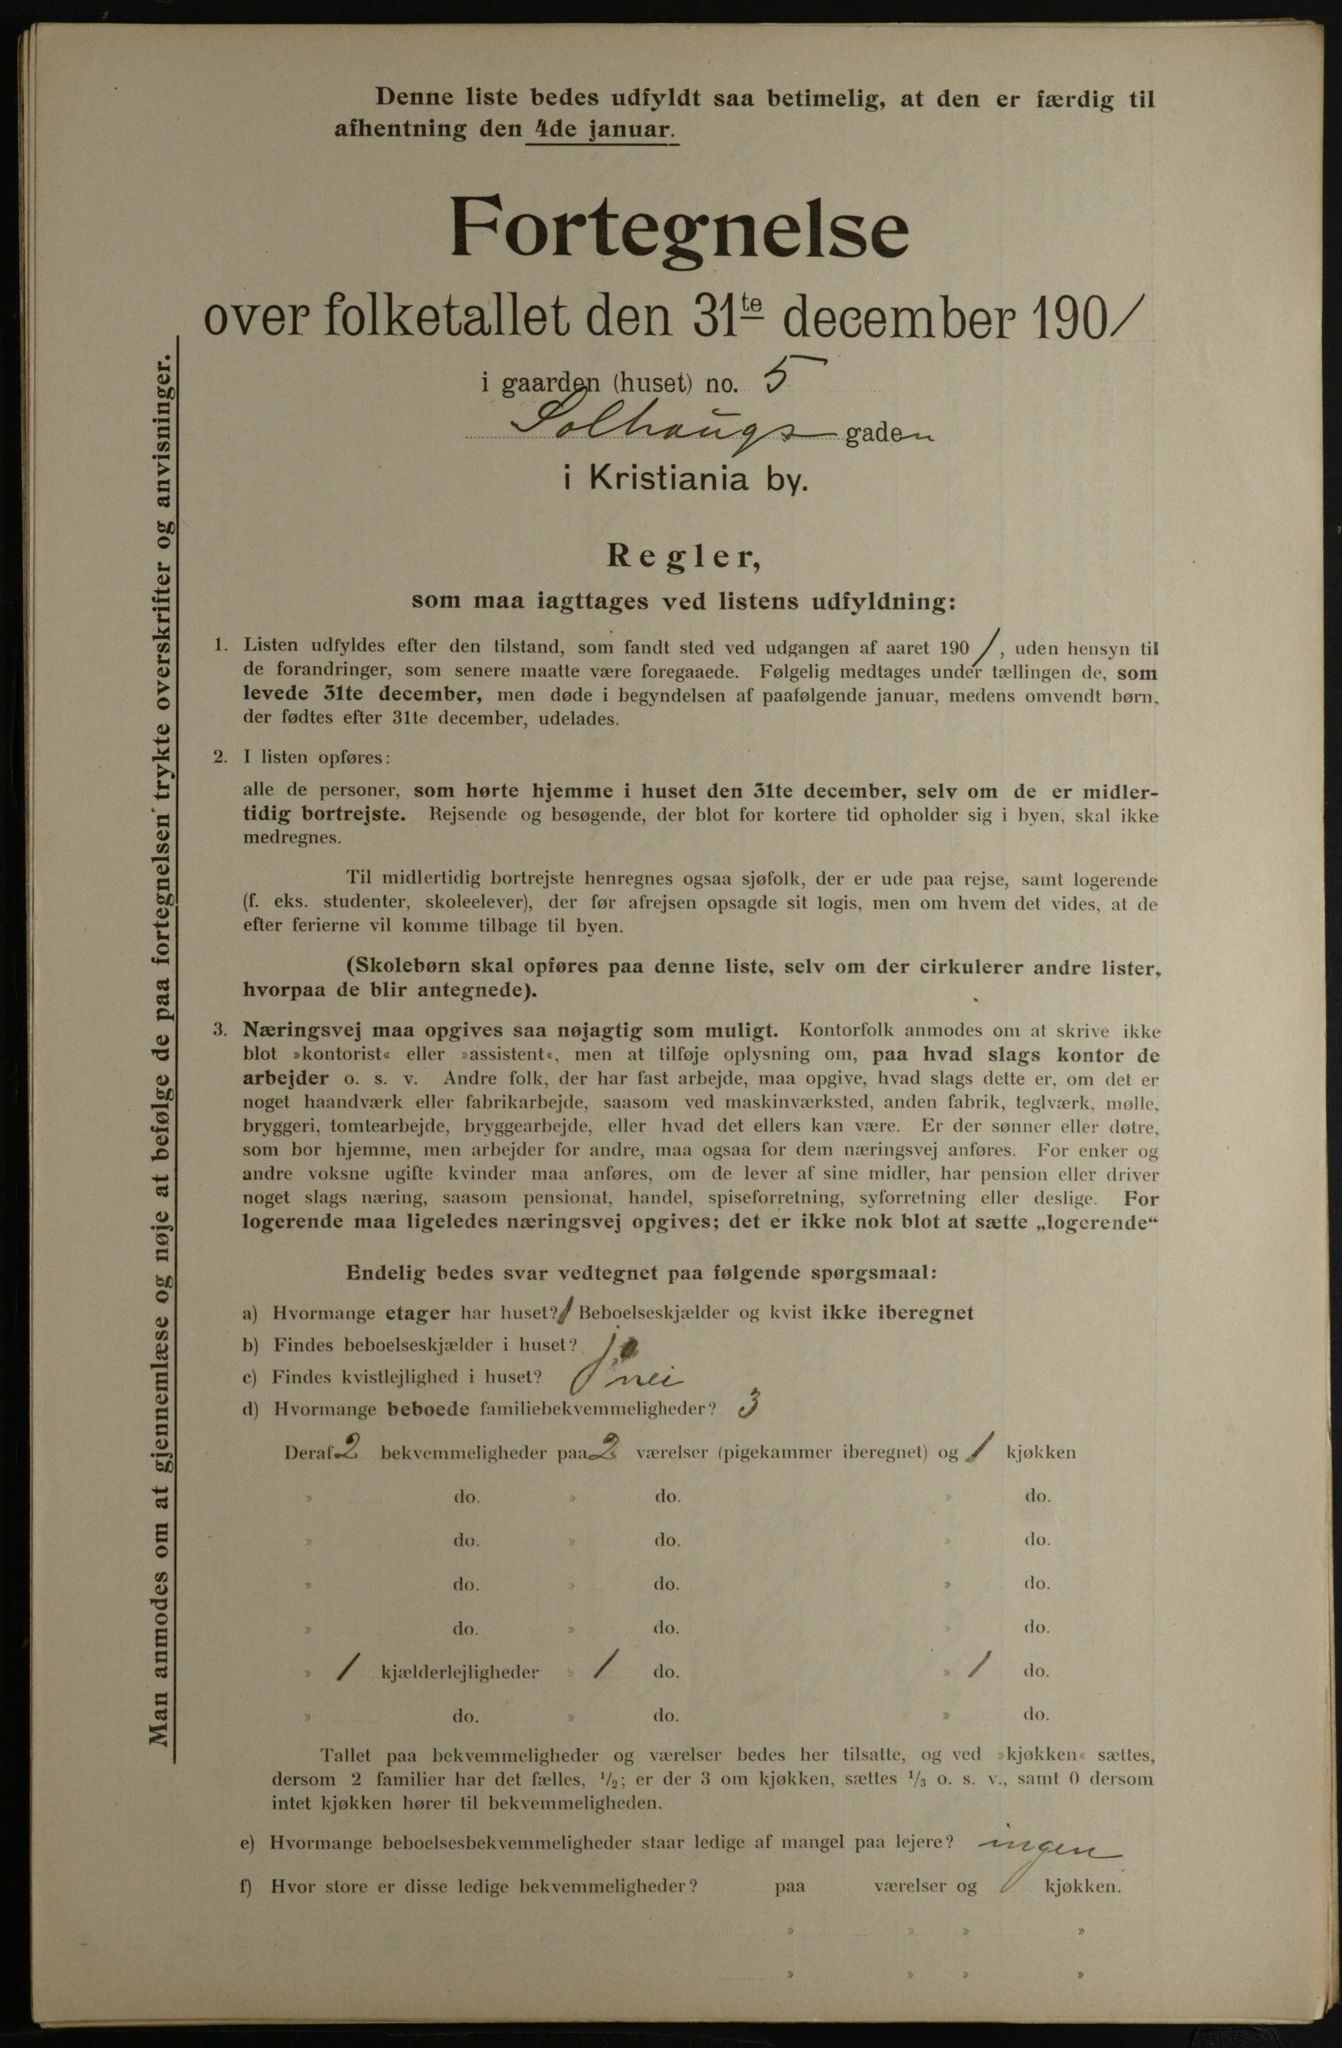 Denne liste bedes udfyldt saa betimelig, at den er færdig til
afhentning den 4de januar.
Fortegnelse
over folketallet den 31te december 1901
i gaarden (huset) no. 5
Solhaugs gaden
i Kristiania by.
Regler,
som maa iagttages ved listens udfyldning:
1. Listen udfyldes efter den tilstand, som fandt sted ved udgangen af aaret 1901, uden hensyn til
de forandringer, som senere maatte være foregaaede. Følgelig medtages under tællingen de, som
levede 31te december, men døde i begyndelsen af paafølgende januar, medens omvendt børn,
der fødtes efter 31te december, udelades.
2. I listen opføres:
alle de personer, som hørte hjemme i huset den 31te december, selv om de er midler-
tidig bortrejste. Rejsende og besøgende, der blot for kortere tid opholder sig i byen, skal ikke
medregnes.
Til midlertidig bortrejste henregnes ogsaa sjøfolk, der er ude paa rejse, samt logerende
(f. eks. studenter, skoleelever), der før afrejsen opsagde sit logis, men om hvem det vides, at de
efter ferierne vil komme tilbage til byen.
(Skolebørn skal opføres paa denne liste, selv om der cirkulerer andre lister,
hvorpaa de blir antegnede).
3. Næringsvej maa opgives saa nøjagtig som muligt. Kontorfolk anmodes om at skrive ikke
blot »kontorist« eller »assistent«, men at tilføje oplysning om, paa hvad slags kontor de
arbejder o. s. v. Andre folk, der har fast arbejde, maa opgive, hvad slags dette er, om det er
noget haandværk eller fabrikarbejde, saasom ved maskinværksted, anden fabrik, teglværk, mølle,
bryggeri, tomtearbejde, bryggearbejde, eller hvad det ellers kan være. Er der sønner eller døtre,
som bor hjemme, men arbejder for andre, maa ogsaa for dem næringsvej anføres. For enker og
andre voksne ugifte kvinder maa anføres, om de lever af sine midler, har pension eller driver
noget slags næring, saasom pensionat, handel, spiseforretning, syforretning eller deslige. For
logerende maa ligeledes næringsvej opgives; det er ikke nok blot at sætte „logerende“
Endelig bedes svar vedtegnet paa følgende spørgsmaal:
a) Hvormange etager har huset? 1 Beboelseskjælder og kvist ikke iberegnet
b) Findes beboelseskjælder i huset? ja
c) Findes kvistlejlighed i huset? nei
d) Hvormange beboede familiebekvemmeligheder? 3
Deraf 2 bekvemmeligheder paa 2 værelser (pigekammer iberegnet) og 1 kjøkken
» do. » do. » do.
» do. » do. » do.
» do. » do. » do.
» do. » do. » do.
» 1 kjælderlejligheder » 1 do. » 1 do.
» do. » do. » do.
Tallet paa bekvemmeligheder og værelser bedes her tilsatte, og ved »kjøkken« sættes,
dersom 2 familier har det fælles, 1/2; er der 3 om kjøkken, sættes 1/3 o. s. v., samt 0 dersom
intet kjøkken hører til bekvemmeligheden.
e) Hvormange beboelsesbekvemmeligheder staar ledige af mangel paa lejere? ingen
f) Hvor store er disse ledige bekvemmeligheder? paa værelser og kjøkken.
» » » »
» » » »
Man anmodes om at gjennemlæse og nøje at befølge de paa fortegnelsen trykte overskrifter og anvisninger.